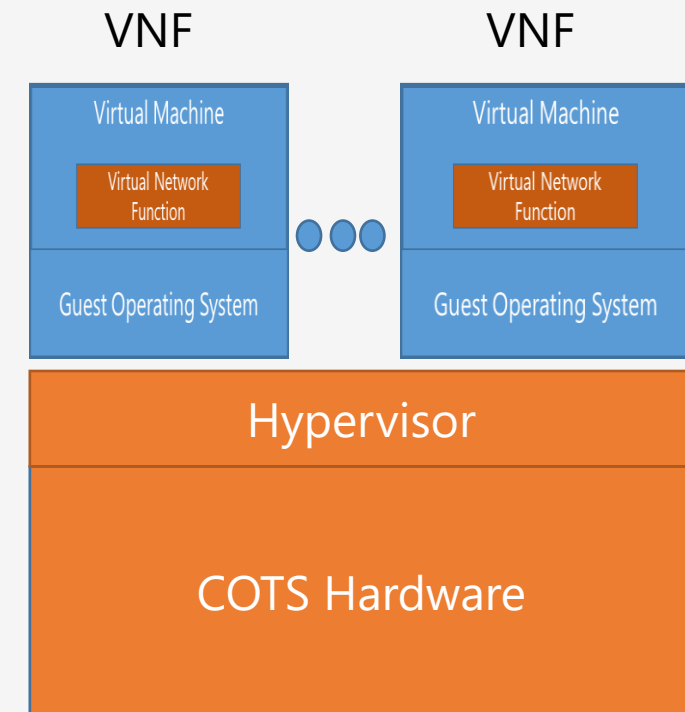 VNF
VNF
Virtual Machine
Virtual Network
Function
Guest Operating System
Virtual Machine
Virtual Network
Function
Guest Operating System
Hypervisor
COTS Hardware